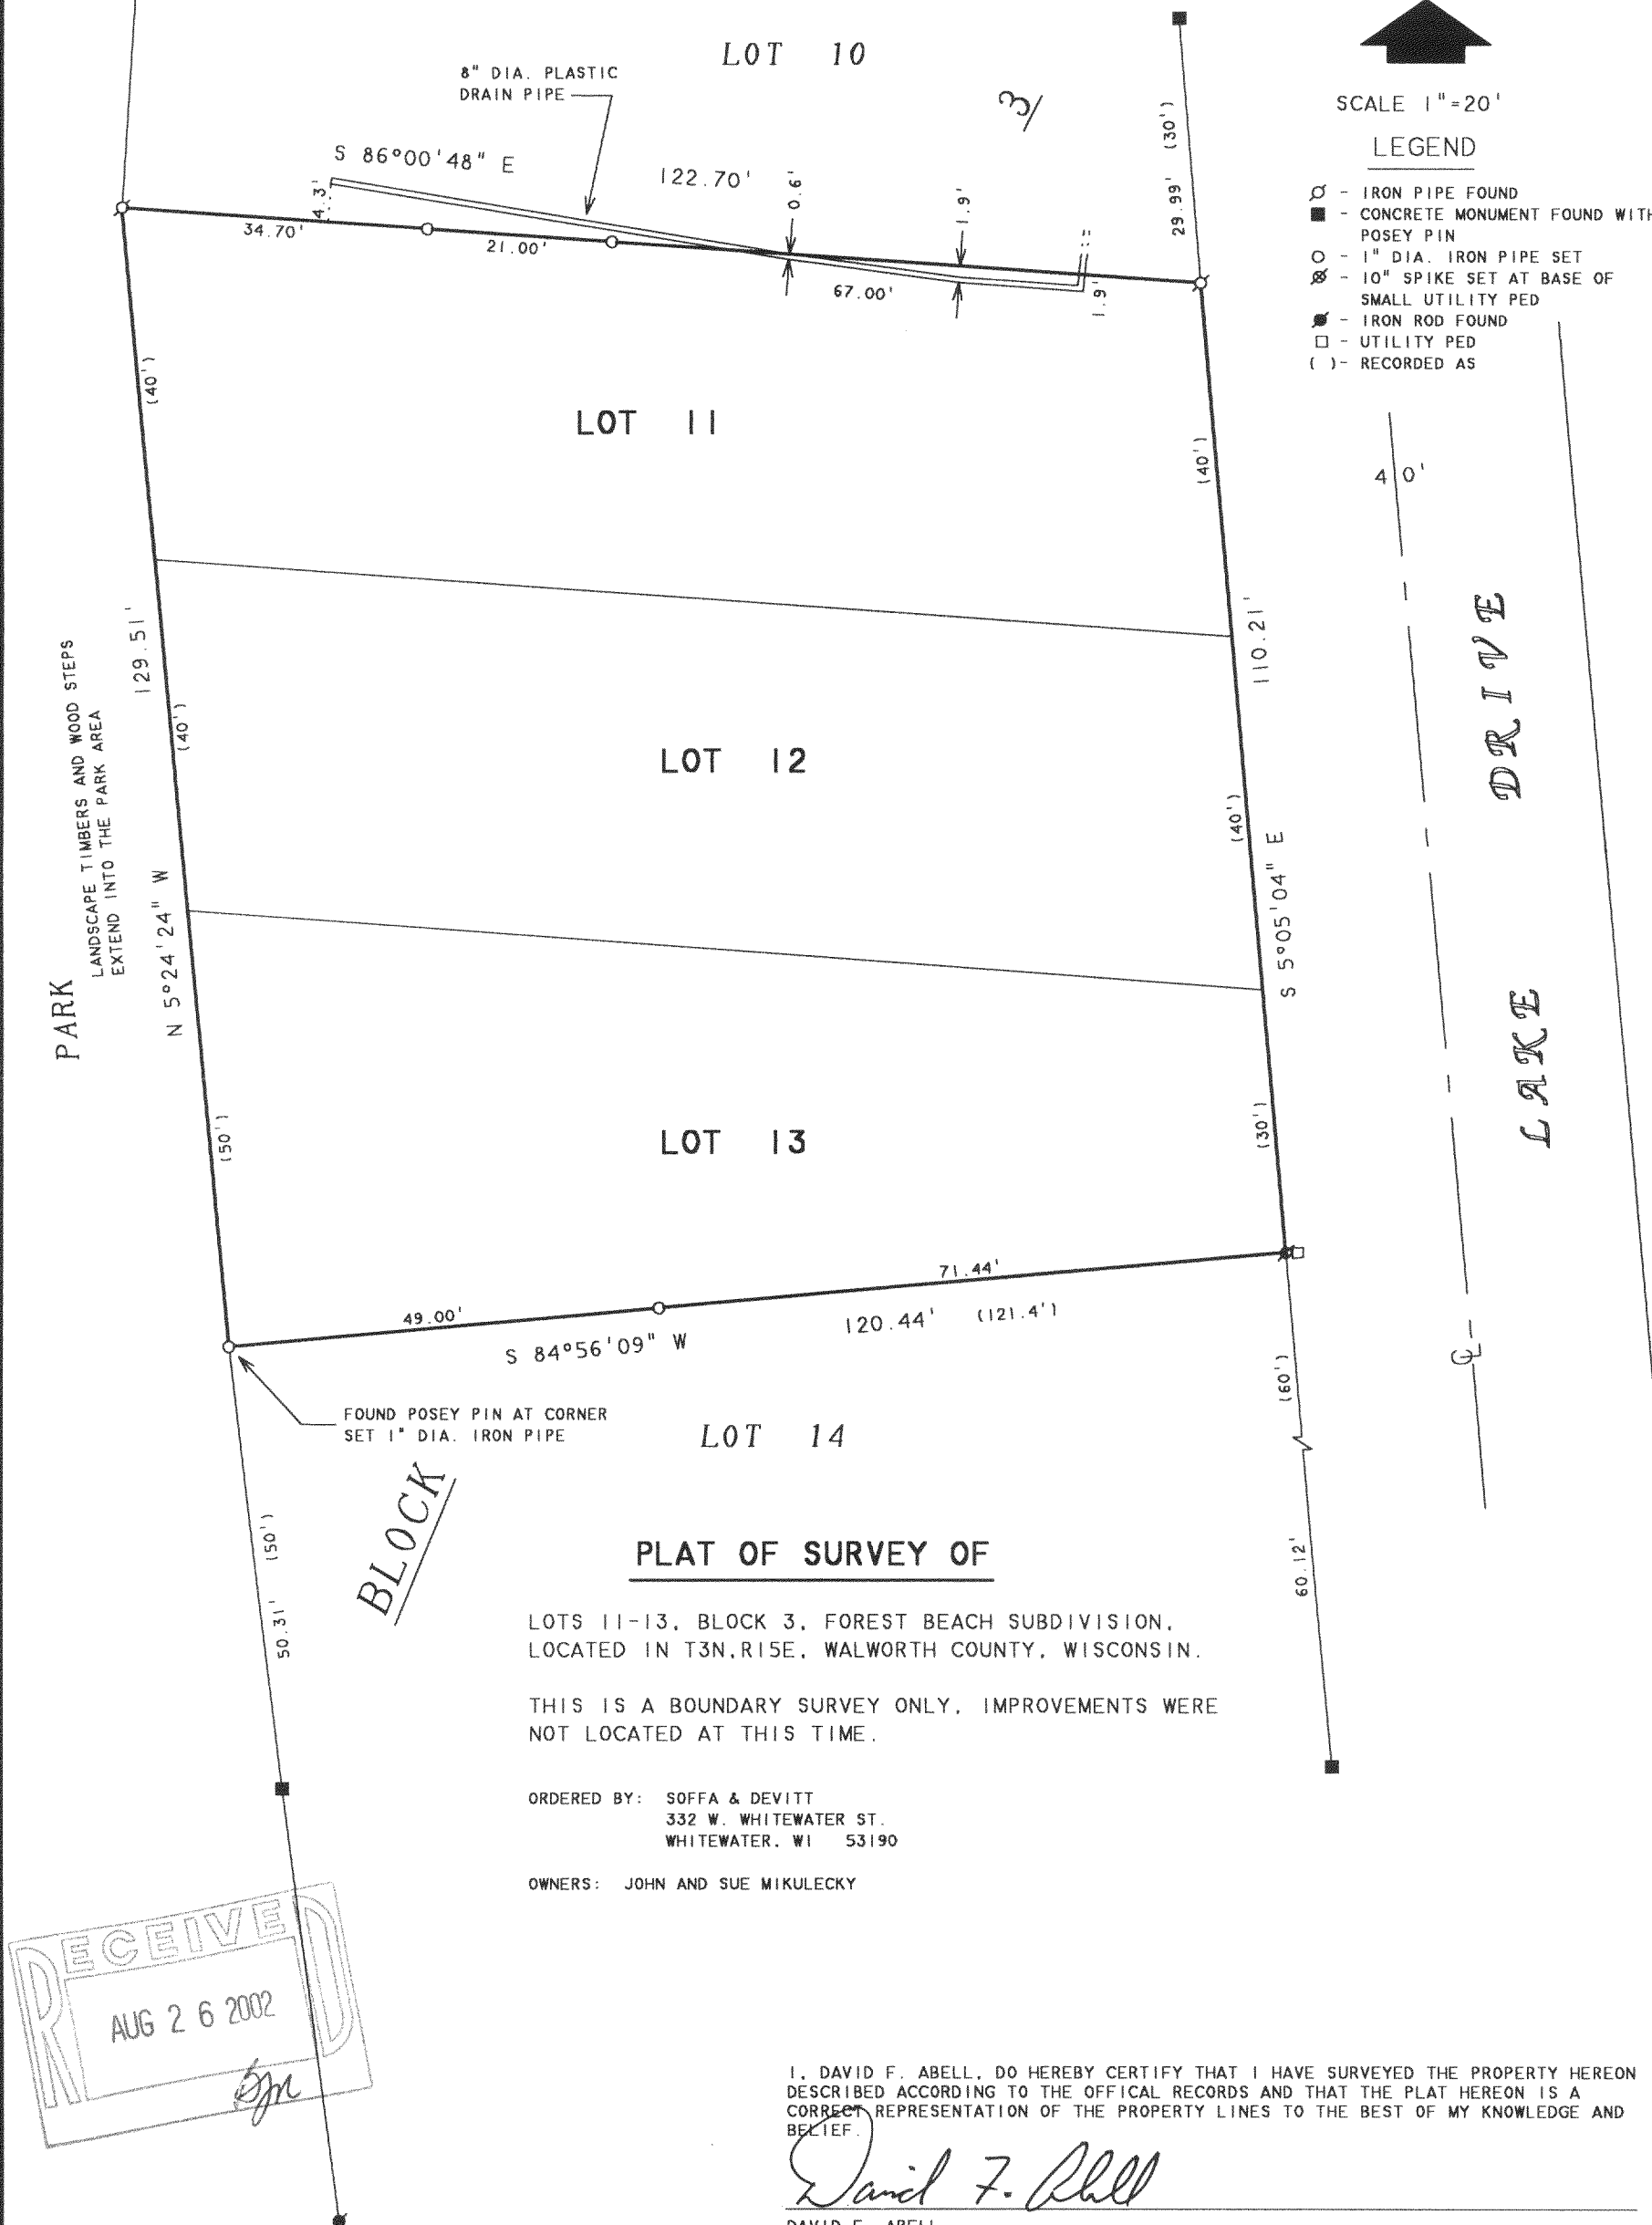 LOT 10
8" DIA. PLASTIC
DRAIN PIPE
3/
SCALE 1"=20'
LEGEND
- IRON PIPE FOUND
- CONCRETE MONUMENT FOUND WITH
POSEY PIN
- 1" DIA. IRON PIPE SET
- 10" SPIKE SET AT BASE OF
SMALL UTILITY PED
- IRON ROD FOUND
- UTILITY PED
( )- RECORDED AS
S 86°00'48" E
122.70'
4.3'
0.6'
1.9'
29.99' (30')
34.70'
21.00'
67.00'
1.9'
(40')
LOT 11
(40')
40'
129.51'
110.21'
PARK
LANDSCAPE TIMBERS AND WOOD STEPS
EXTEND INTO THE PARK AREA
(40')
LOT 12
(40')
LAKE DRIVE
N 5°24'24" W
S 5°05'04" E
(50')
LOT 13
(30')
49.00'
71.44'
S 84°56'09" W
120.44' (121.4')
℄
(60')
FOUND POSEY PIN AT CORNER
SET 1" DIA. IRON PIPE
LOT 14
BLOCK
50.31' (50')
60.12'
PLAT OF SURVEY OF
LOTS 11-13, BLOCK 3, FOREST BEACH SUBDIVISION,
LOCATED IN T3N,R15E, WALWORTH COUNTY, WISCONSIN.
THIS IS A BOUNDARY SURVEY ONLY, IMPROVEMENTS WERE
NOT LOCATED AT THIS TIME.
ORDERED BY: SOFFA & DEVITT
332 W. WHITEWATER ST.
WHITEWATER, WI 53190
OWNERS: JOHN AND SUE MIKULECKY
RECEIVED
AUG 26 2002
I, DAVID F. ABELL, DO HEREBY CERTIFY THAT I HAVE SURVEYED THE PROPERTY HEREON
DESCRIBED ACCORDING TO THE OFFICAL RECORDS AND THAT THE PLAT HEREON IS A
CORRECT REPRESENTATION OF THE PROPERTY LINES TO THE BEST OF MY KNOWLEDGE AND
BELIEF.
David F. Abell
DAVID F. ABELL